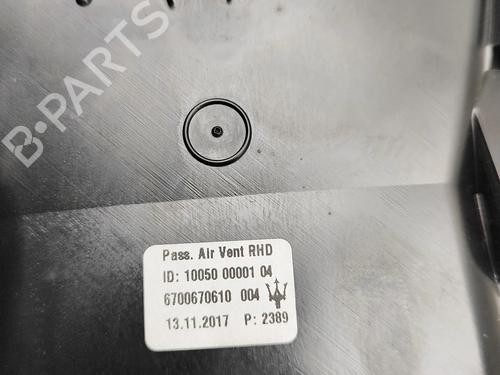 B-PARTS
Pass. Air Vent RHD
ID: 10050 00001 04
6700670610 004
13.11.2017 P: 2389